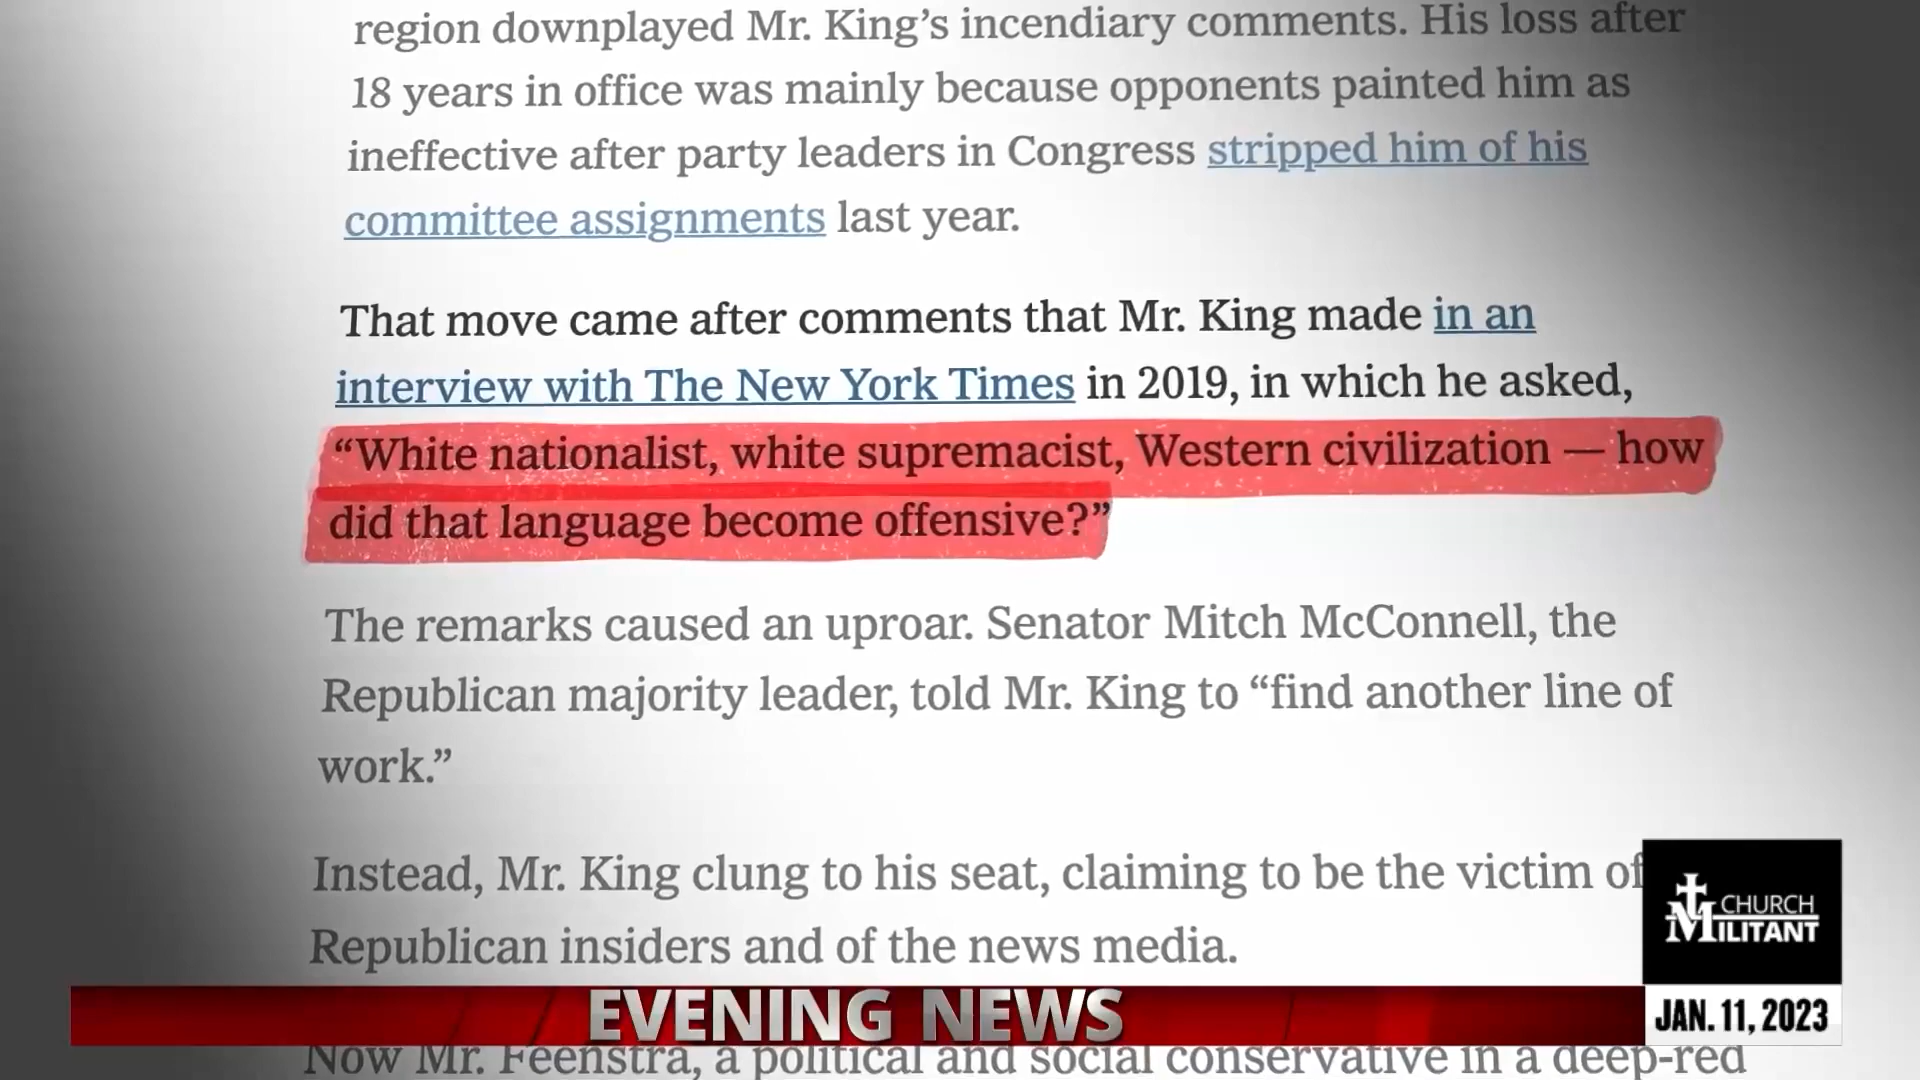 region downplayed Mr. King’s incendiary comments. His loss after
18 years in office was mainly because opponents painted him as
ineffective after party leaders in Congress stripped him of his
committee assignments last year.
That move came after comments that Mr. King made in an
interview with The New York Times in 2019, in which he asked,
“White nationalist, white supremacist, Western civilization — how
did that language become offensive?”
The remarks caused an uproar. Senator Mitch McConnell, the
Republican majority leader, told Mr. King to “find another line of
work.”
Instead, Mr. King clung to his seat, claiming to be the victim of
Republican insiders and of the news media.
Now Mr. Feenstra, a political and social conservative in a deep-red
EVENING NEWS
CHURCH
MILITANT
JAN. 11, 2023